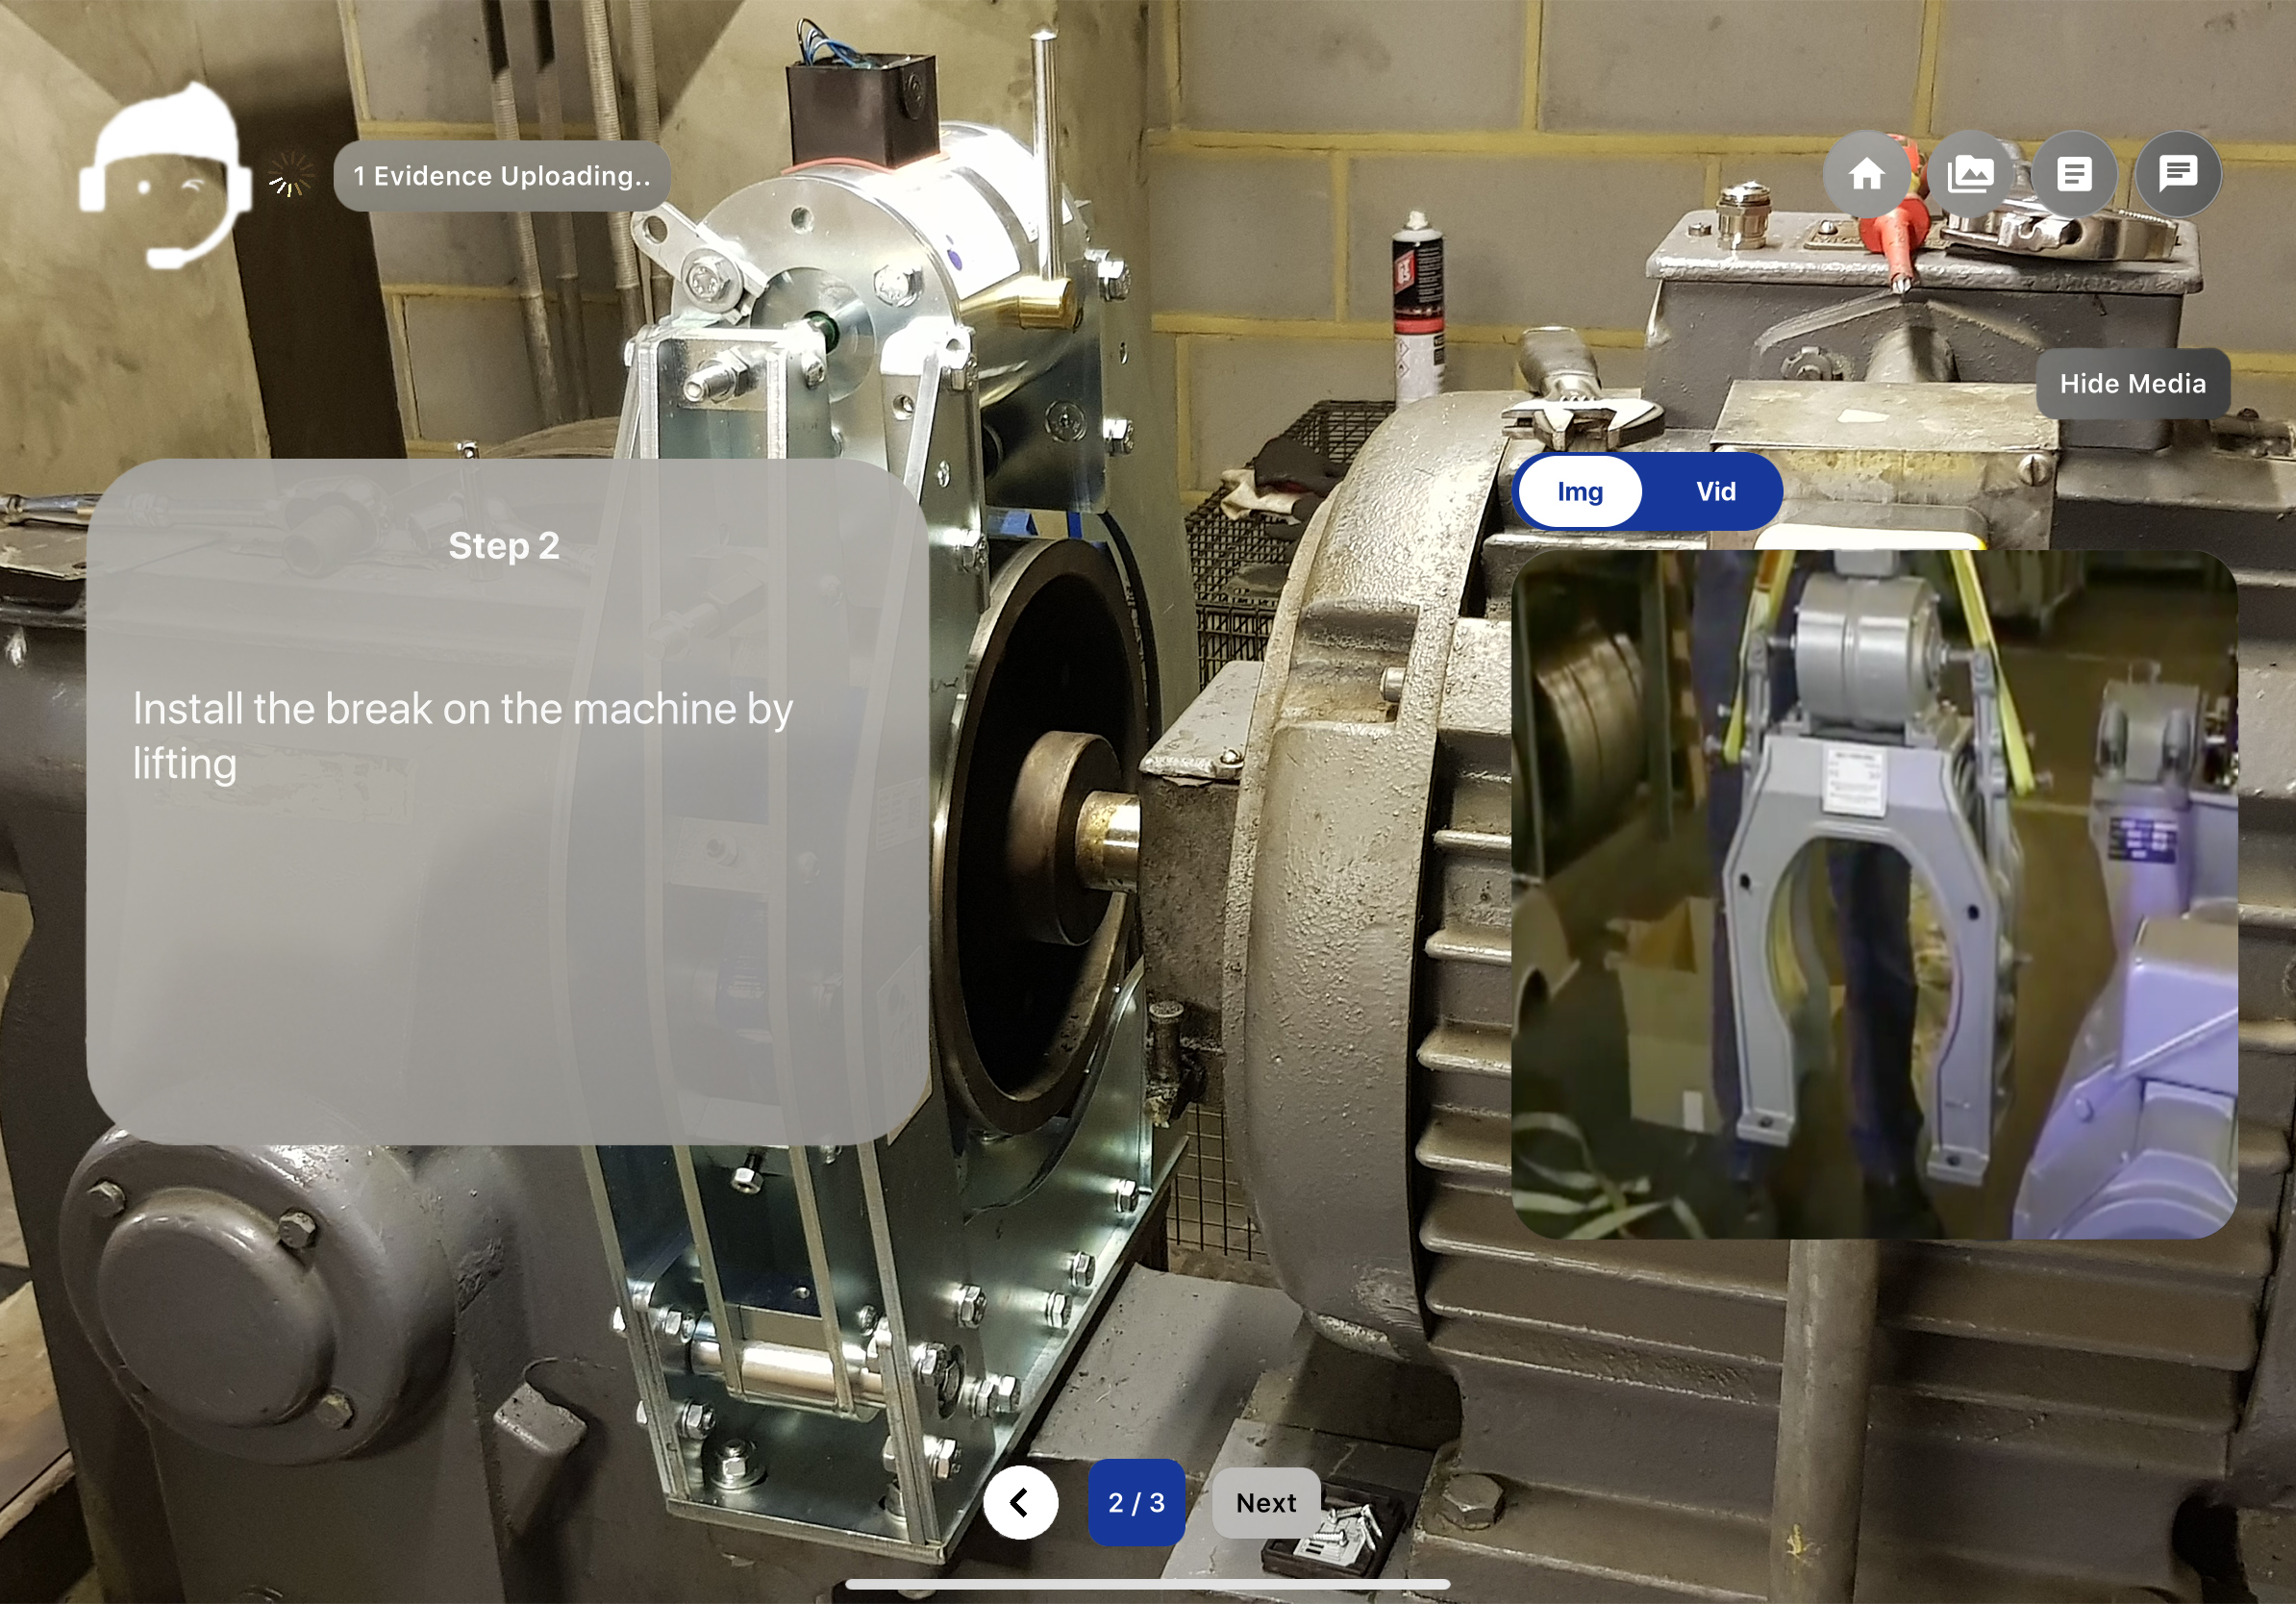 1 Evidence Uploading..
Hide Media
Img
Vid
Step 2
Install the break on the machine by
lifting
2 / 3
Next